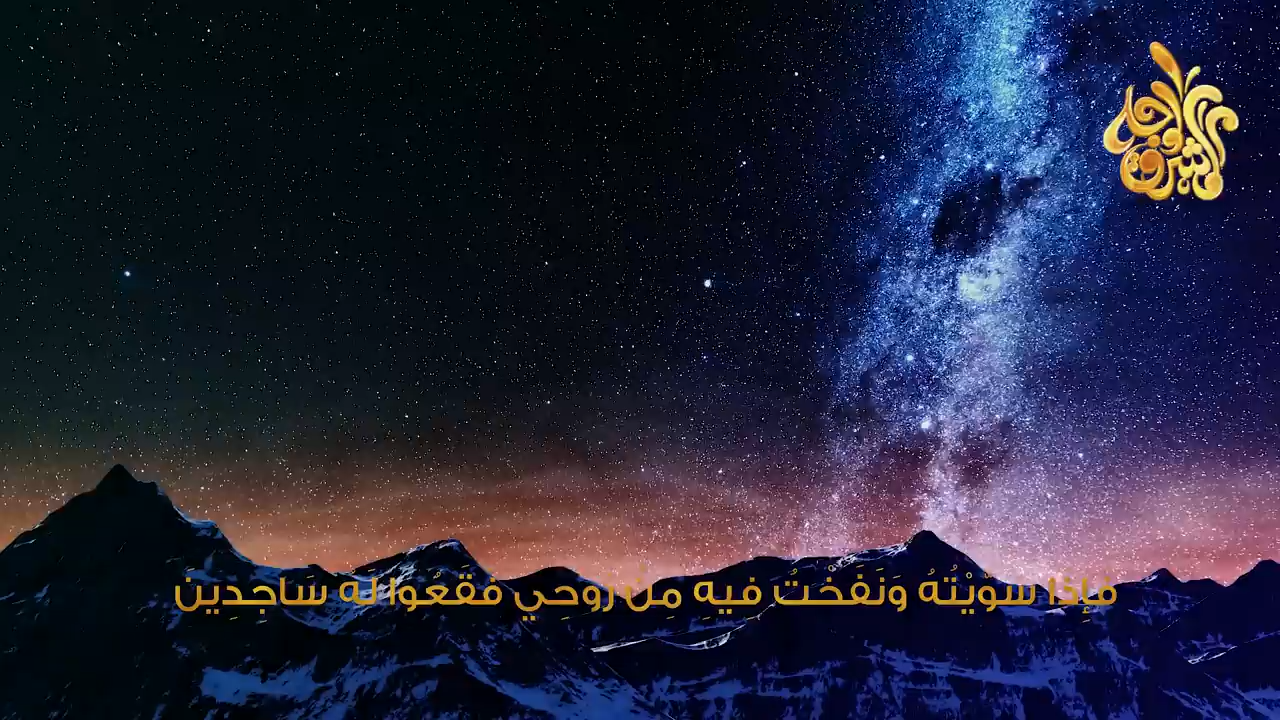 فَإِذَا سَوَّيْتُهُ وَنَفَخْتُ فِيهِ مِنْ رُوحِي فَقَعُوا لَهُ سَاجِدِين